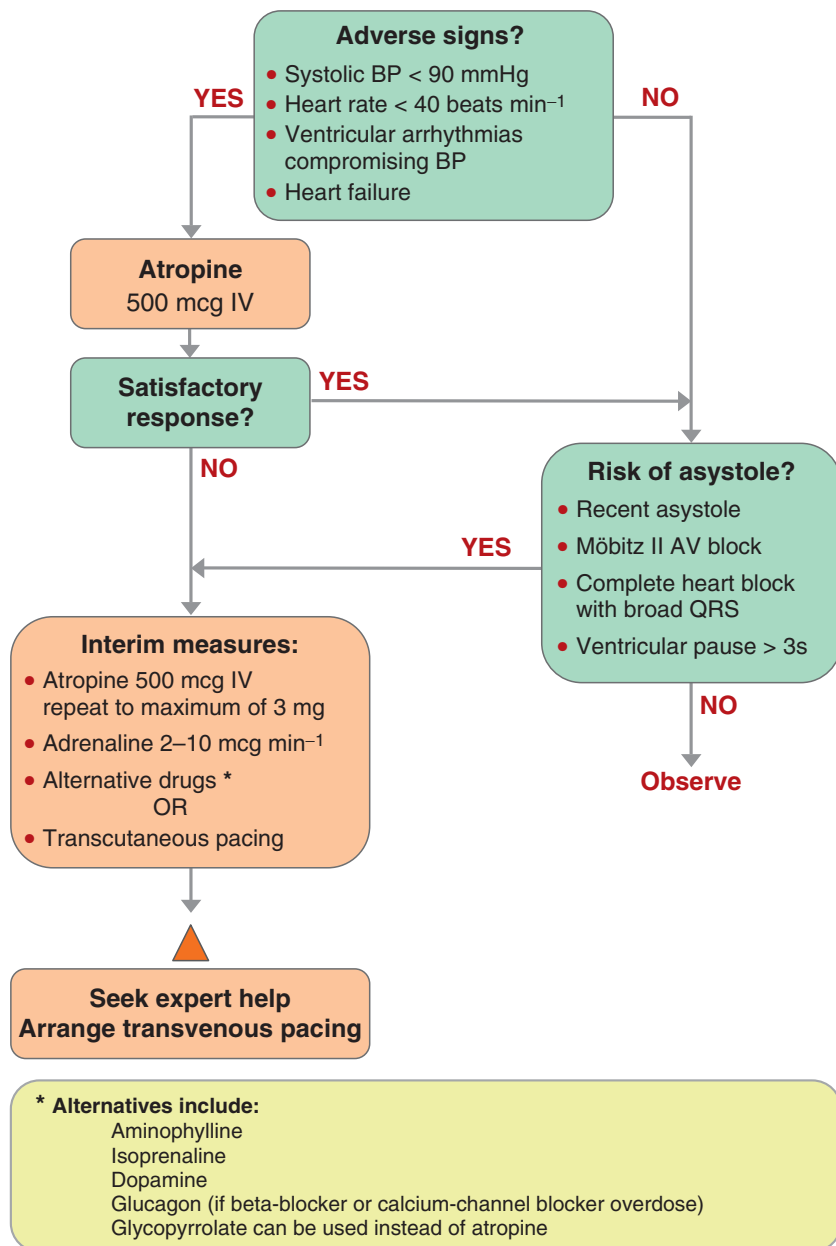 Adverse signs?
• Systolic BP < 90 mmHg
• Heart rate < 40 beats min⁻¹
• Ventricular arrhythmias
compromising BP
• Heart failure
YES
NO
Atropine
500 mcg IV
Satisfactory
response?
YES
NO
Risk of asystole?
• Recent asystole
• Möbitz II AV block
• Complete heart block
with broad QRS
• Ventricular pause > 3s
YES
NO
Observe
Interim measures:
• Atropine 500 mcg IV
repeat to maximum of 3 mg
• Adrenaline 2–10 mcg min⁻¹
• Alternative drugs *
OR
• Transcutaneous pacing
Seek expert help
Arrange transvenous pacing
* Alternatives include:
Aminophylline
Isoprenaline
Dopamine
Glucagon (if beta-blocker or calcium-channel blocker overdose)
Glycopyrrolate can be used instead of atropine